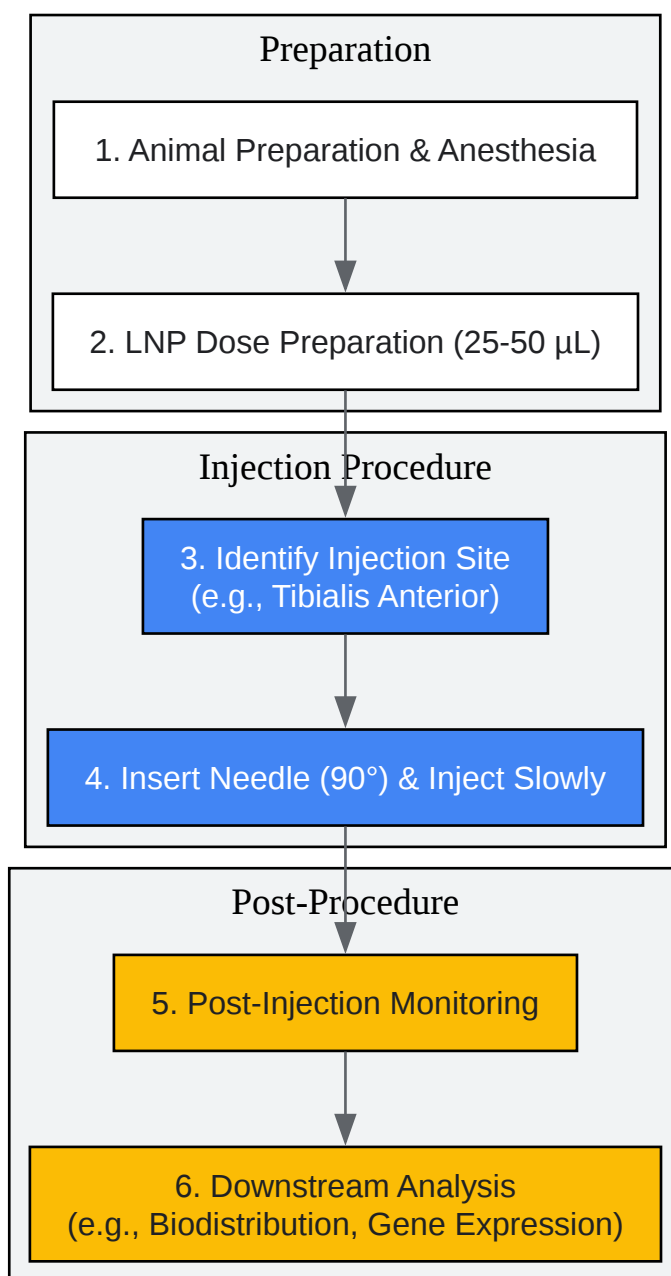 Preparation
1. Animal Preparation & Anesthesia
2. LNP Dose Preparation (25-50 µL)
Injection Procedure
3. Identify Injection Site
(e.g., Tibialis Anterior)
4. Insert Needle (90°) & Inject Slowly
Post-Procedure
5. Post-Injection Monitoring
6. Downstream Analysis
(e.g., Biodistribution, Gene Expression)